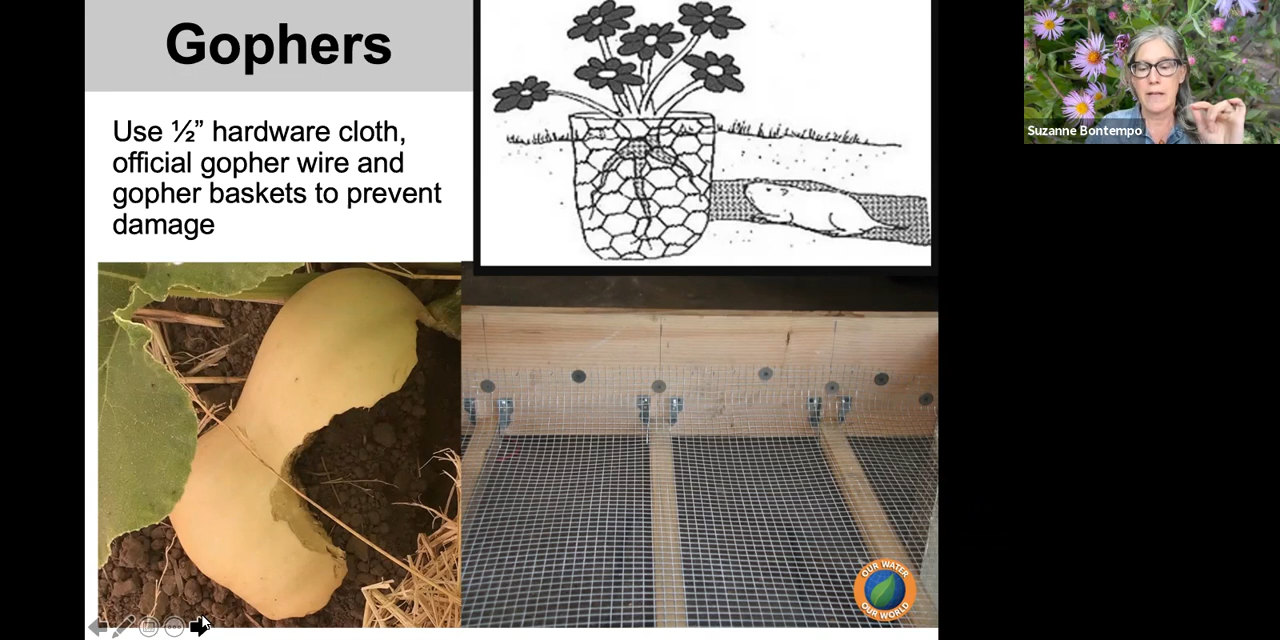 Gophers
Use ½” hardware cloth,
official gopher wire and
gopher baskets to prevent
damage
Suzanne Bontempo
OUR WATER
OUR WORLD